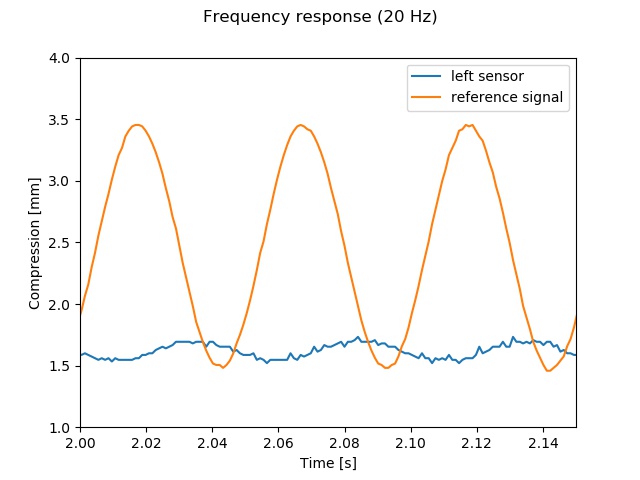 Frequency response (20 Hz)
left sensor
reference signal
4.0
3.5
3.0
2.5
2.0
1.5
1.0
Compression [mm]
2.00 2.02 2.04 2.06 2.08 2.10 2.12 2.14
Time [s]